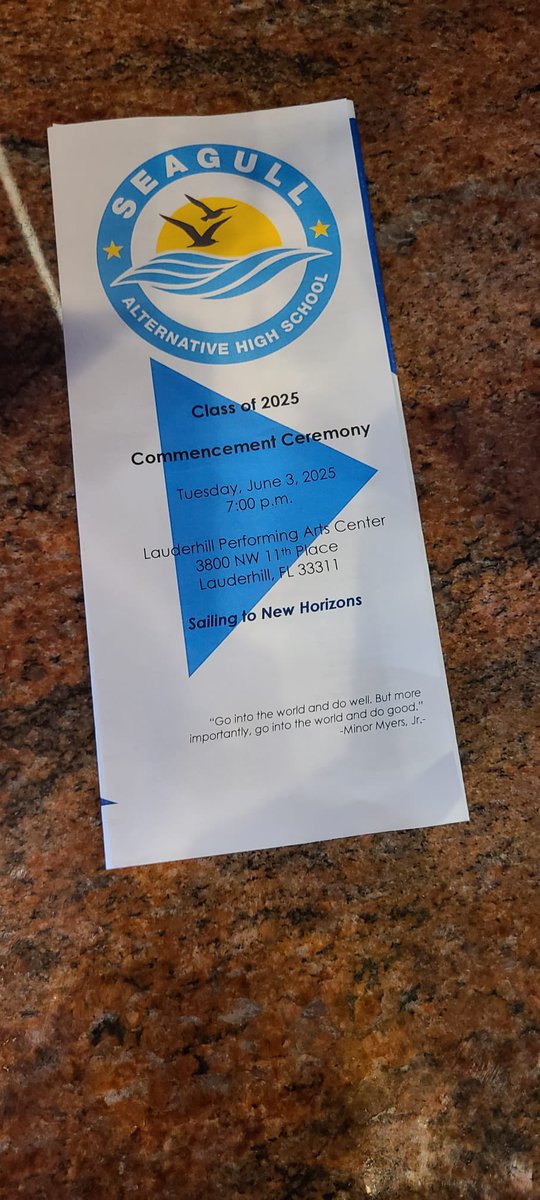 SEAGULL
ALTERNATIVE HIGH SCHOOL
Class of 2025
Commencement Ceremony
Tuesday, June 3, 2025
7:00 p.m.
Lauderhill Performing Arts Center
3800 NW 11th Place
Lauderhill, FL 33311
Sailing to New Horizons
"Go into the world and do well. But more
importantly, go into the world and do good."
-Minor Myers, Jr.-